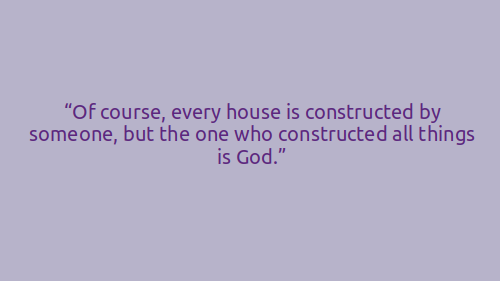 “Of course, every house is constructed by
someone, but the one who constructed all things
is God.”